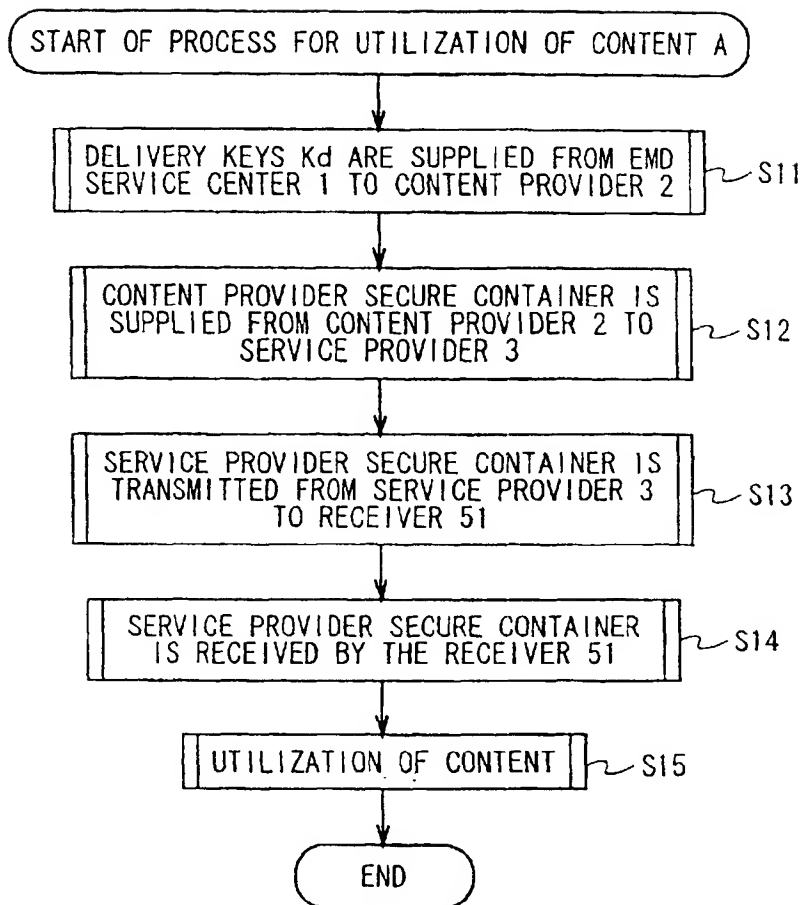 START OF PROCESS FOR UTILIZATION OF CONTENT A
DELIVERY KEYS Kd ARE SUPPLIED FROM EMD
SERVICE CENTER 1 TO CONTENT PROVIDER 2
S11
CONTENT PROVIDER SECURE CONTAINER IS
SUPPLIED FROM CONTENT PROVIDER 2 TO
SERVICE PROVIDER 3
S12
SERVICE PROVIDER SECURE CONTAINER IS
TRANSMITTED FROM SERVICE PROVIDER 3
TO RECEIVER 51
S13
SERVICE PROVIDER SECURE CONTAINER
IS RECEIVED BY THE RECEIVER 51
S14
UTILIZATION OF CONTENT
S15
END